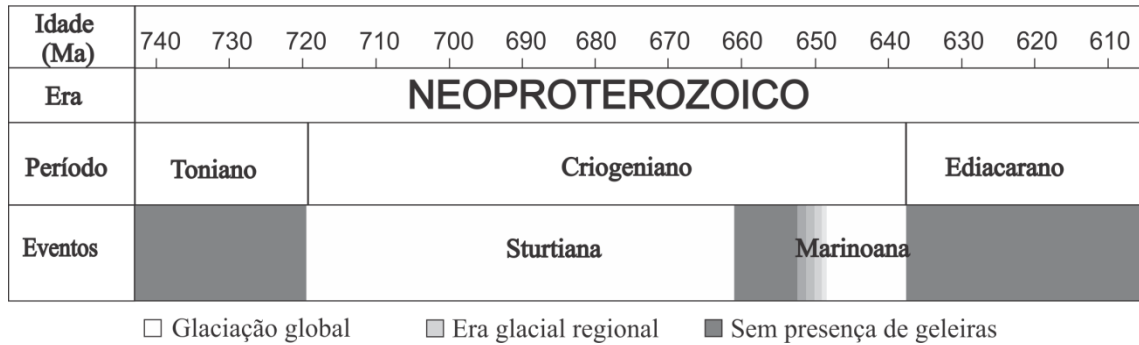 Idade (Ma) 740 730 720 710 700 690 680 670 660 650 640 630 620 610
Era NEOPROTEROZOICO
Período Toniano Criogeniano Ediacarano
Eventos Sturtiana Marinoana
Glaciação global Era glacial regional Sem presença de geleiras